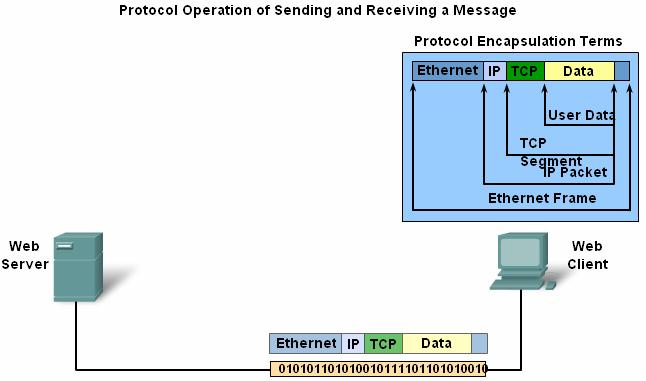 Protocol Operation of Sending and Receiving a Message
Protocol Encapsulation Terms
Ethernet IP TCP Data
User Data
TCP
Segment
IP Packet
Ethernet Frame
Web
Server
Web
Client
Ethernet IP TCP Data
0101011010100101111101101010010